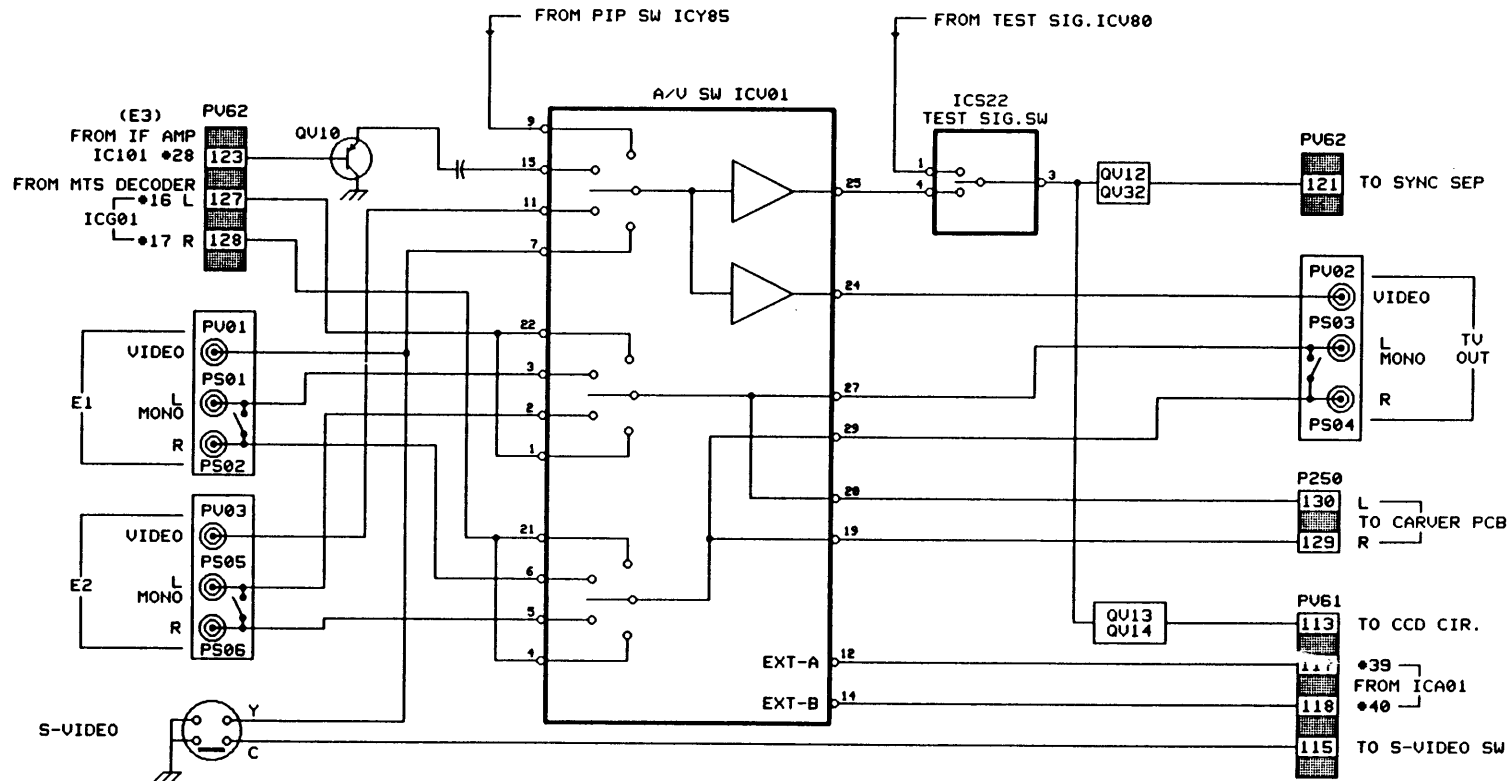 FROM PIP SW ICY85
FROM TEST SIG.ICV80
A/V SW ICV01
ICS22
TEST SIG.SW
(E3)
PV62
FROM IF AMP
IC101 •28
123
QV10
FROM MTS DECODER
•16 L
127
ICG01
•17 R
128
9
15
11
7
22
3
2
1
21
6
5
4
25
24
27
29
20
19
12
14
EXT-A
EXT-B
1
4
3
QV12
QV32
PV62
121
TO SYNC SEP
PV02
VIDEO
PS03
L
MONO
TV
OUT
R
PS04
P250
130
L
TO CARVER PCB
129
R
PV61
QV13
QV14
113
TO CCD CIR.
117
•39
FROM ICA01
118
•40
115
TO S-VIDEO SW
PV01
VIDEO
PS01
L
MONO
E1
R
PS02
PV03
VIDEO
PS05
L
MONO
E2
R
PS06
S-VIDEO
Y
C